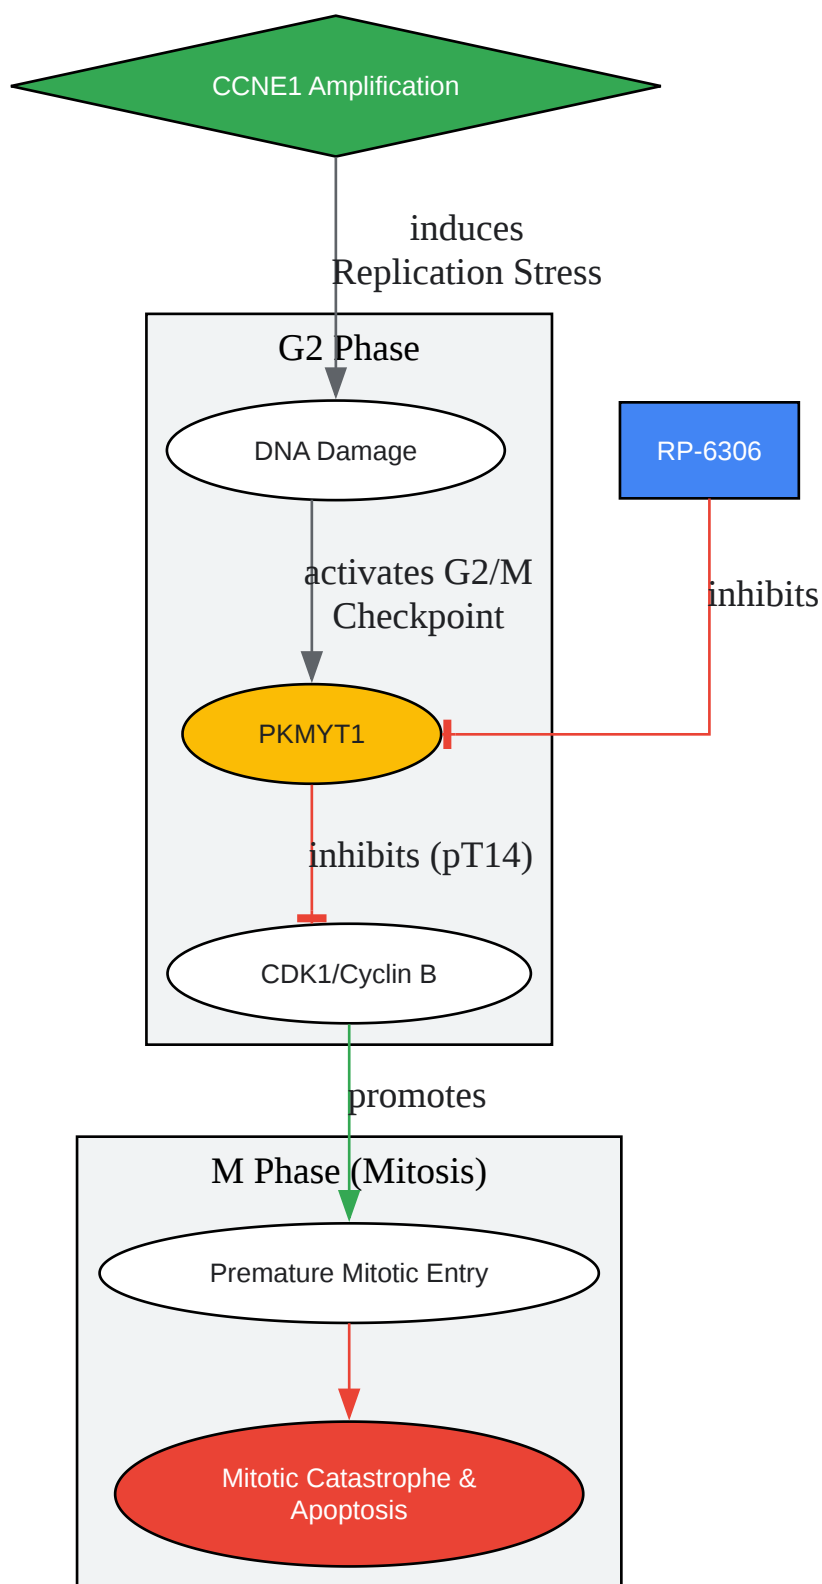 CCNE1 Amplification
induces
Replication Stress
G2 Phase
DNA Damage
RP-6306
activates G2/M
Checkpoint
inhibits
PKMYT1
inhibits (pT14)
CDK1/Cyclin B
promotes
M Phase (Mitosis)
Premature Mitotic Entry
Mitotic Catastrophe &
Apoptosis